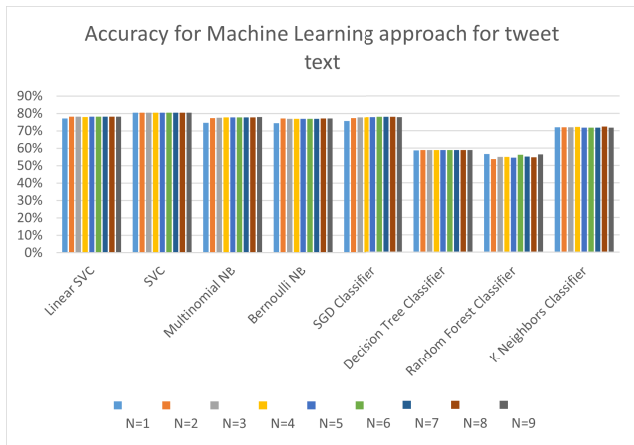 Accuracy for Machine Learning approach for tweet
text
90%
80%
70%
60%
50%
40%
30%
20%
10%
0%
Linear SVC
SVC
Multinomial NB
Bernoulli NB
SGD Classifier
Decision Tree Classifier
Random Forest Classifier
K Neighbors Classifier
N=1 N=2 N=3 N=4 N=5 N=6 N=7 N=8 N=9